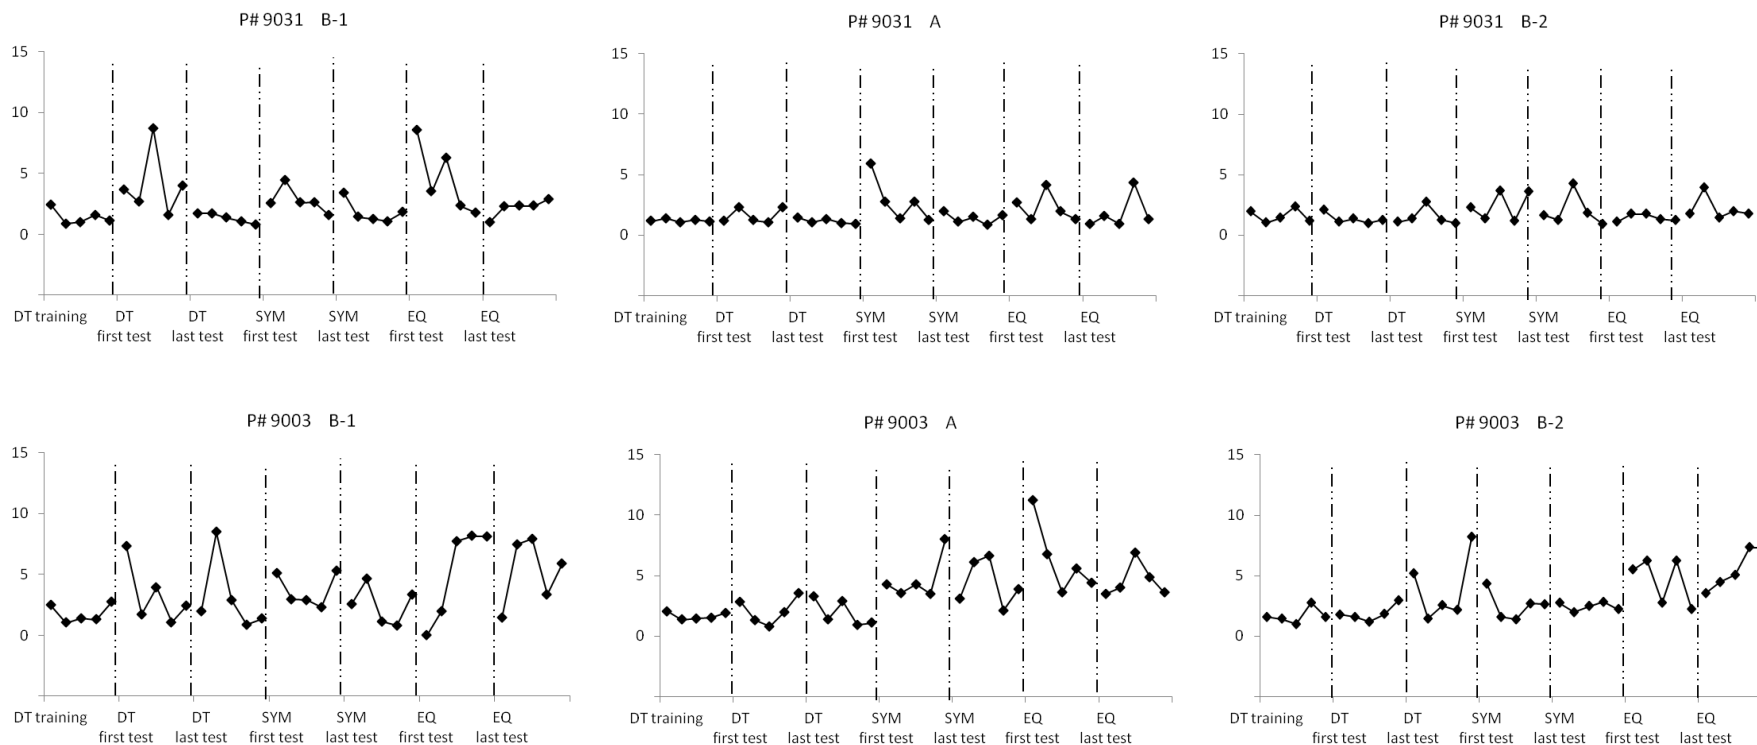 P# 9031 B-1
15
10
5
0
DT training DT DT SYM SYM EQ EQ
first test last test first test last test first test last test
P# 9031 A
15
10
5
0
DT training DT DT SYM SYM EQ EQ
first test last test first test last test first test last test
P# 9031 B-2
15
10
5
0
DT training DT DT SYM SYM EQ EQ
first test last test first test last test first test last test
P# 9003 B-1
15
10
5
0
DT training DT DT SYM SYM EQ EQ
first test last test first test last test first test last test
P# 9003 A
15
10
5
0
DT training DT DT SYM SYM EQ EQ
first test last test first test last test first test last test
P# 9003 B-2
15
10
5
0
DT training DT DT SYM SYM EQ EQ
first test last test first test last test first test last test